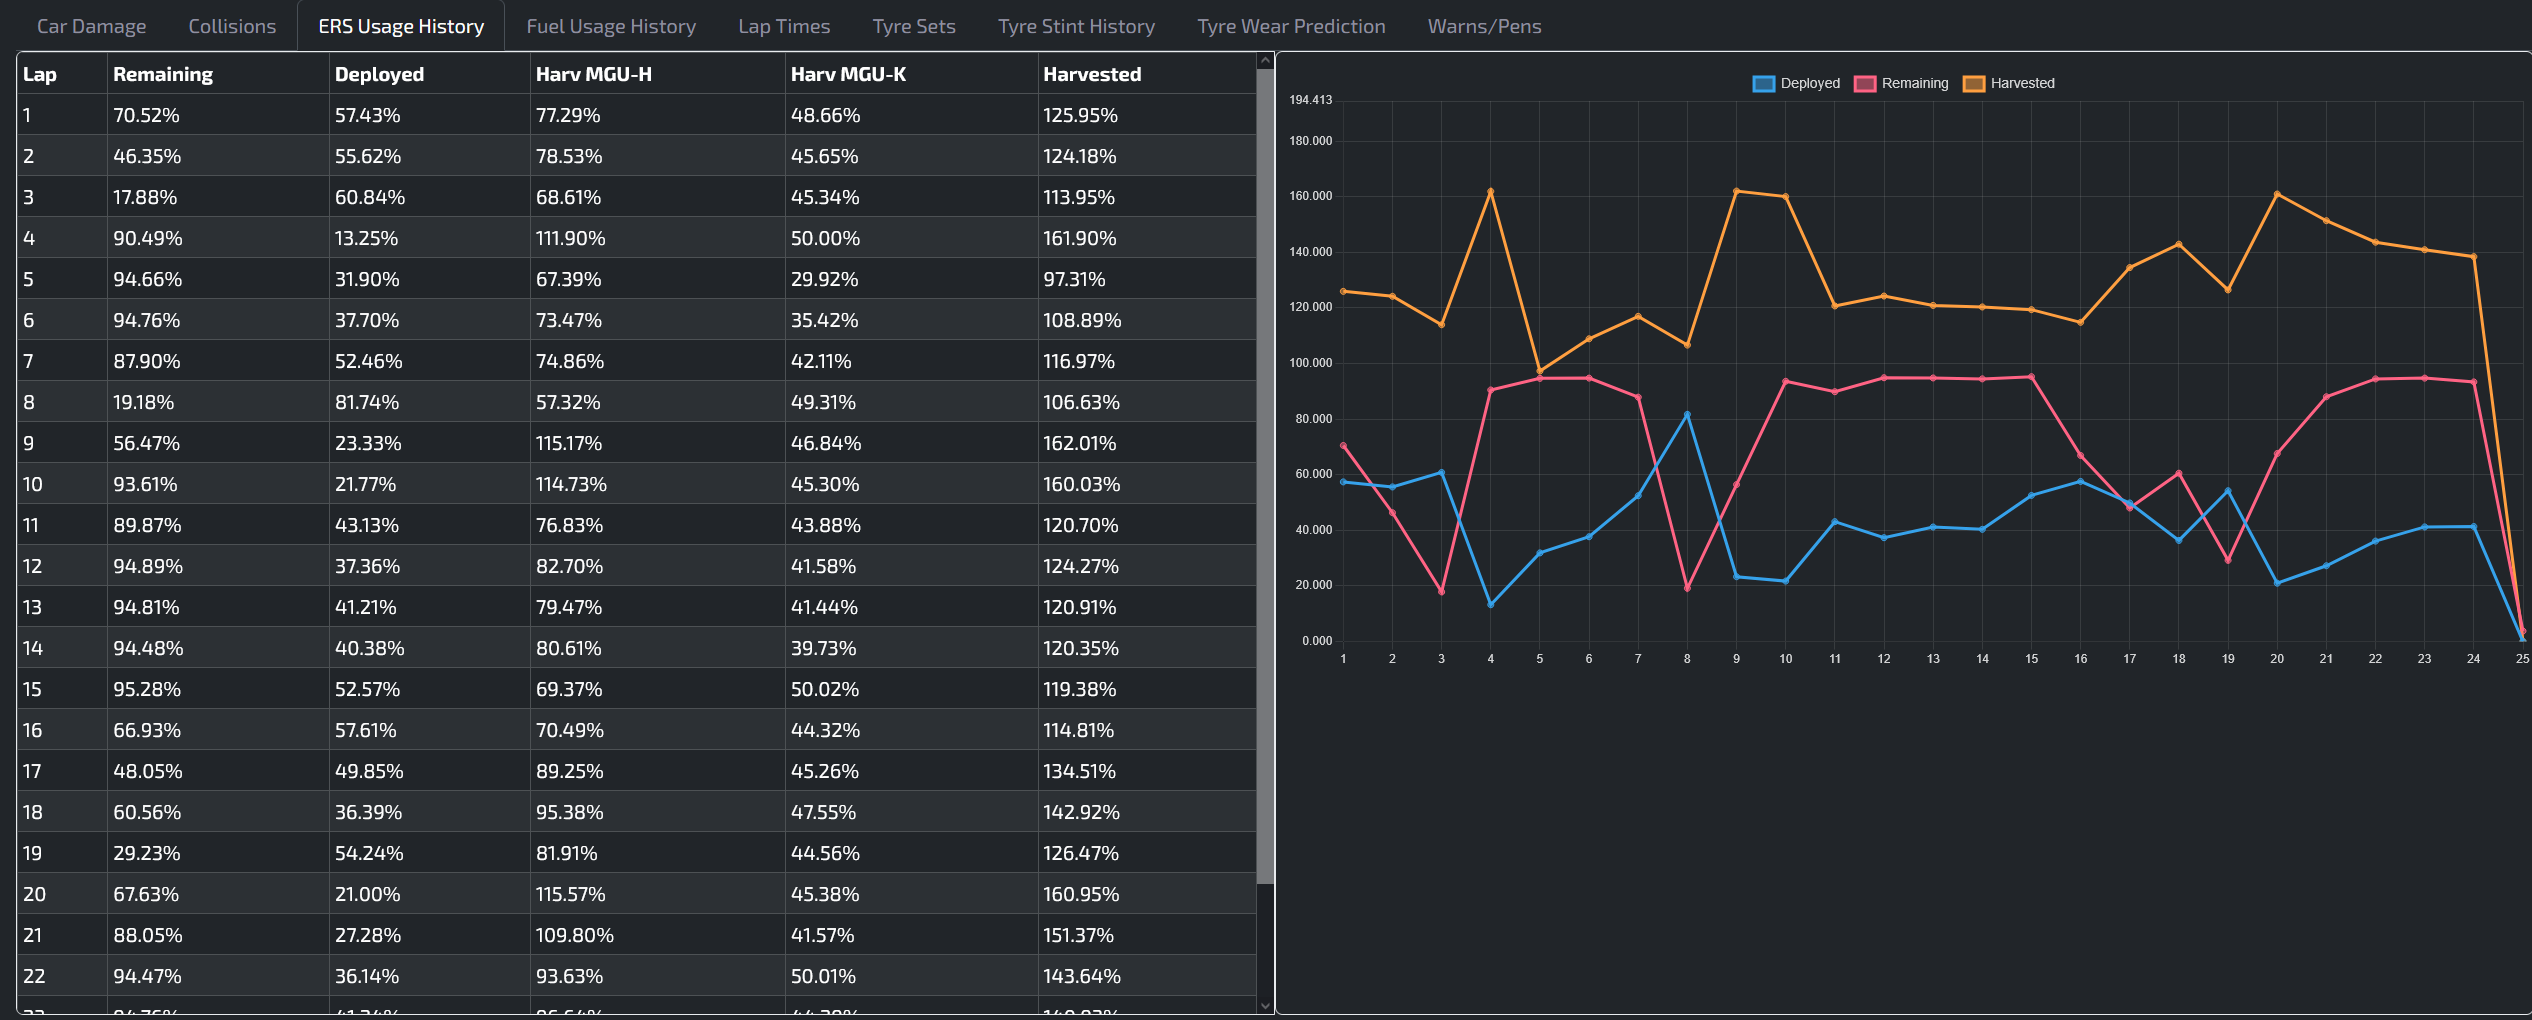 Car Damage Collisions ERS Usage History Fuel Usage History Lap Times Tyre Sets Tyre Stint History Tyre Wear Prediction Warns/Pens
Lap Remaining Deployed Harv MGU-H Harv MGU-K Harvested
1 70.52% 57.43% 77.29% 48.66% 125.95%
2 46.35% 55.62% 78.53% 45.65% 124.18%
3 17.88% 60.84% 68.61% 45.34% 113.95%
4 90.49% 13.25% 111.90% 50.00% 161.90%
5 94.66% 31.90% 67.39% 29.92% 97.31%
6 94.76% 37.70% 73.47% 35.42% 108.89%
7 87.90% 52.46% 74.86% 42.11% 116.97%
8 19.18% 81.74% 57.32% 49.31% 106.63%
9 56.47% 23.33% 115.17% 46.84% 162.01%
10 93.61% 21.77% 114.73% 45.30% 160.03%
11 89.87% 43.13% 76.83% 43.88% 120.70%
12 94.89% 37.36% 82.70% 41.58% 124.27%
13 94.81% 41.21% 79.47% 41.44% 120.91%
14 94.48% 40.38% 80.61% 39.73% 120.35%
15 95.28% 52.57% 69.37% 50.02% 119.38%
16 66.93% 57.61% 70.49% 44.32% 114.81%
17 48.05% 49.85% 89.25% 45.26% 134.51%
18 60.56% 36.39% 95.38% 47.55% 142.92%
19 29.23% 54.24% 81.91% 44.56% 126.47%
20 67.63% 21.00% 115.57% 45.38% 160.95%
21 88.05% 27.28% 109.80% 41.57% 151.37%
22 94.47% 36.14% 93.63% 50.01% 143.64%
Deployed Remaining Harvested
194.413
180.000
160.000
140.000
120.000
100.000
80.000
60.000
40.000
20.000
0.000
1 2 3 4 5 6 7 8 9 10 11 12 13 14 15 16 17 18 19 20 21 22 23 24 25